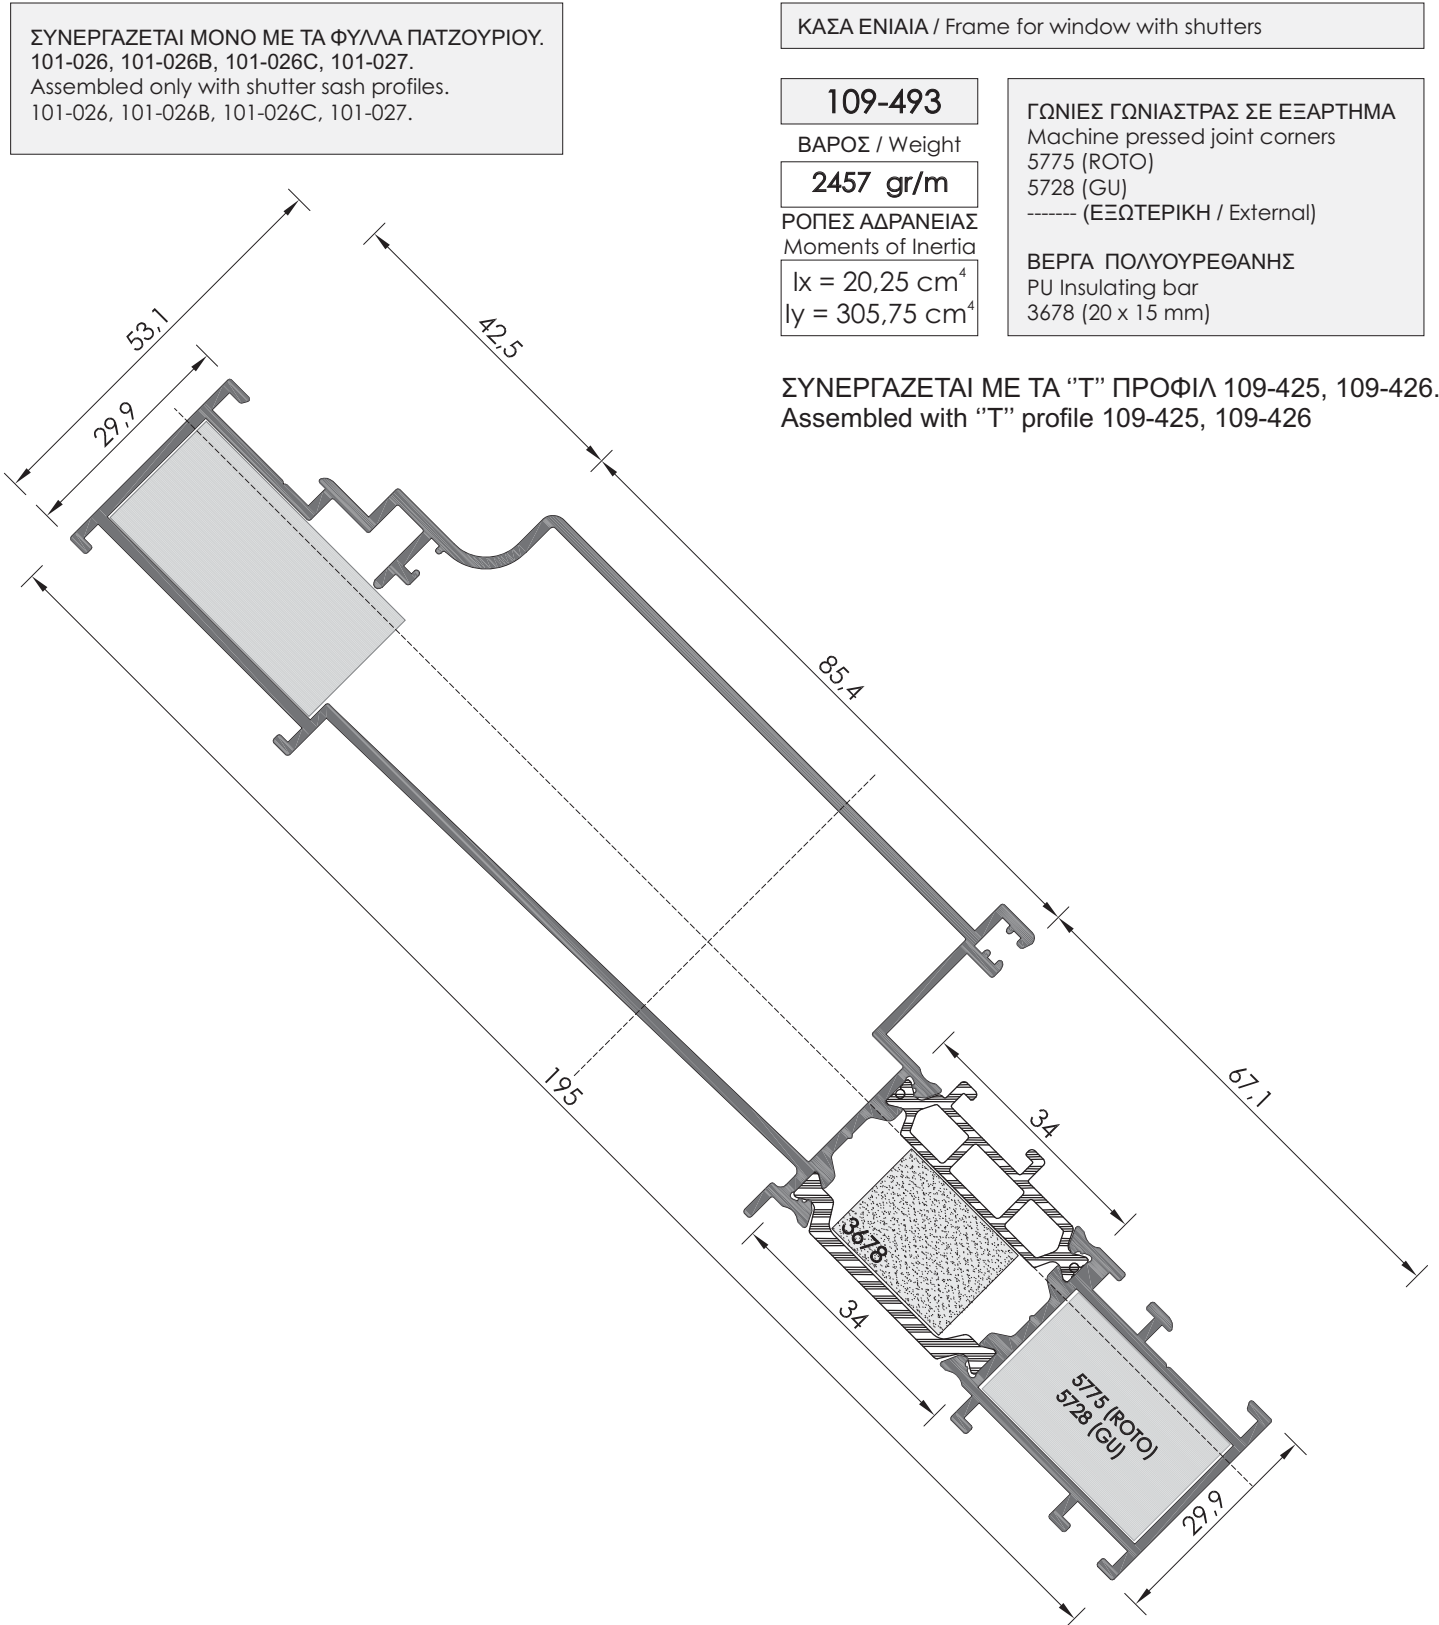 ΣΥΝΕΡΓΑΖΕΤΑΙ ΜΟΝΟ ΜΕ ΤΑ ΦΥΛΛΑ ΠΑΤΖΟΥΡΙΟΥ.
101-026, 101-026B, 101-026C, 101-027.
Assembled only with shutter sash profiles.
101-026, 101-026B, 101-026C, 101-027.
ΚΑΣΑ ΕΝΙΑΙΑ / Frame for window with shutters
109-493
ΒΑΡΟΣ / Weight
2457 gr/m
ΡΟΠΕΣ ΑΔΡΑΝΕΙΑΣ
Moments of Inertia
Ix = 20,25 cm⁴
Iy = 305,75 cm⁴
ΓΩΝΙΕΣ ΓΩΝΙΑΣΤΡΑΣ ΣΕ ΕΞΑΡΤΗΜΑ
Machine pressed joint corners
5775 (ROTO)
5728 (GU)
------- (ΕΞΩΤΕΡΙΚΗ / External)
ΒΕΡΓΑ ΠΟΛΥΟΥΡΕΘΑΝΗΣ
PU Insulating bar
3678 (20 x 15 mm)
ΣΥΝΕΡΓΑΖΕΤΑΙ ΜΕ ΤΑ ‘‘T’’ ΠΡΟΦΙΛ 109-425, 109-426.
Assembled with ‘‘T’’ profile 109-425, 109-426
53,1
42,5
29,9
85,4
195
67,1
34
3678
34
5775 (ROTO)
5728 (GU)
29,9